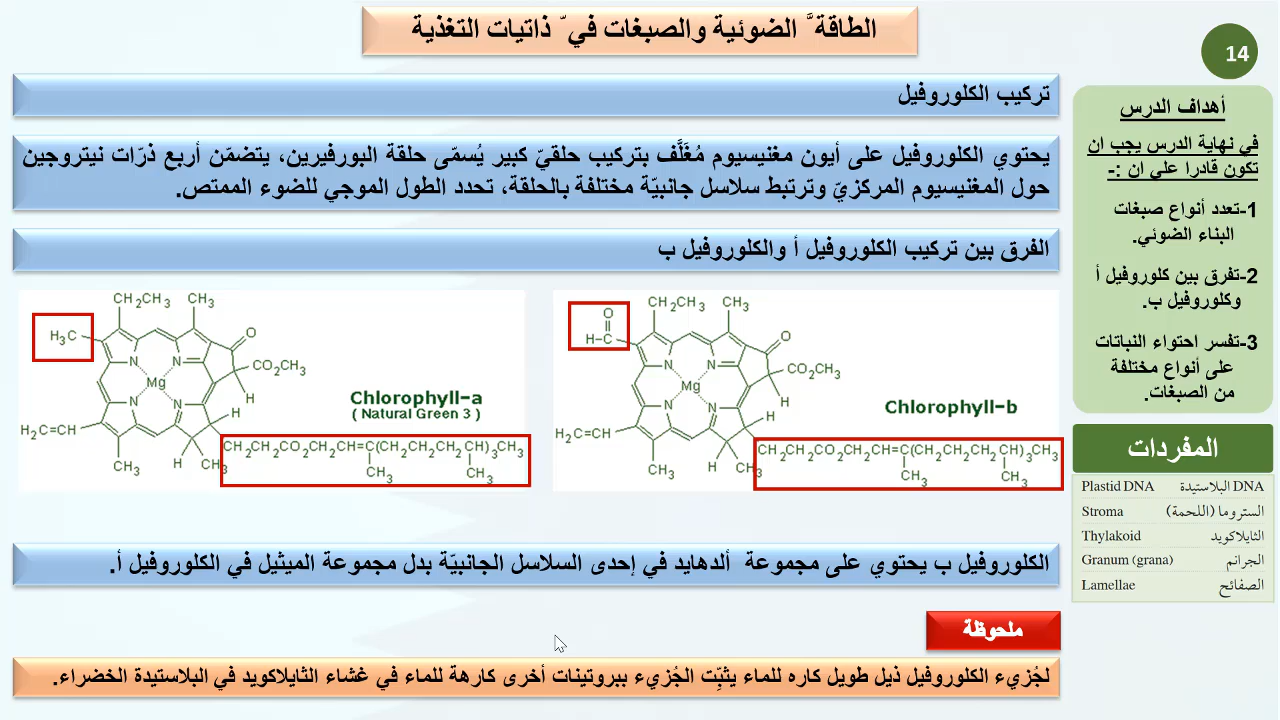 الطاقة َّ الضوئية والصبغات في ّ ذاتيات التغذية
14
أهداف الدرس
في نهاية الدرس يجب ان
تكون قادرا على ان :-
1-تعدد أنواع صبغات
البناء الضوئي.
2-تفرق بين كلوروفيل أ
وكلوروفيل ب.
3-تفسر احتواء النباتات
على أنواع مختلفة
من الصبغات.
المفردات
DNA البلاستيدة Plastid DNA
الستروما (اللحمة) Stroma
الثايلاكويد Thylakoid
الجرانم Granum (grana)
الصفائح Lamellae
تركيب الكلوروفيل
يحتوي الكلوروفيل على أيون مغنيسيوم مُغَلَّف بتركيب حلقيّ كبير يُسمّى حلقة البورفيرين، يتضمّن أربع ذرّات نيتروجين
حول المغنيسيوم المركزيّ وترتبط سلاسل جانبيّة مختلفة بالحلقة، تحدد الطول الموجي للضوء الممتص.
الفرق بين تركيب الكلوروفيل أ والكلوروفيل ب
CH2CH3 CH3
H3C
O
N N
CO2CH3
Mg
H
N N
H
H2C=CH
CH3
H CH3
CH2CH2CO2CH2CH=C(CH2CH2CH2CH)3CH3
CH3 CH3
Chlorophyll-a
( Natural Green 3 )
CH2CH3 CH3
O
H-C
O
N N
CO2CH3
Mg
H
N N
H
H2C=CH
CH3
H CH3
CH2CH2CO2CH2CH=C(CH2CH2CH2CH)3CH3
CH3 CH3
Chlorophyll-b
الكلوروفيل ب يحتوي على مجموعة ألدهايد في إحدى السلاسل الجانبيّة بدل مجموعة الميثيل في الكلوروفيل أ.
ملحوظة
لجُزيء الكلوروفيل ذيل طويل كاره للماء يثبِّت الجُزيء ببروتينات أخرى كارهة للماء في غشاء الثايلاكويد في البلاستيدة الخضراء.